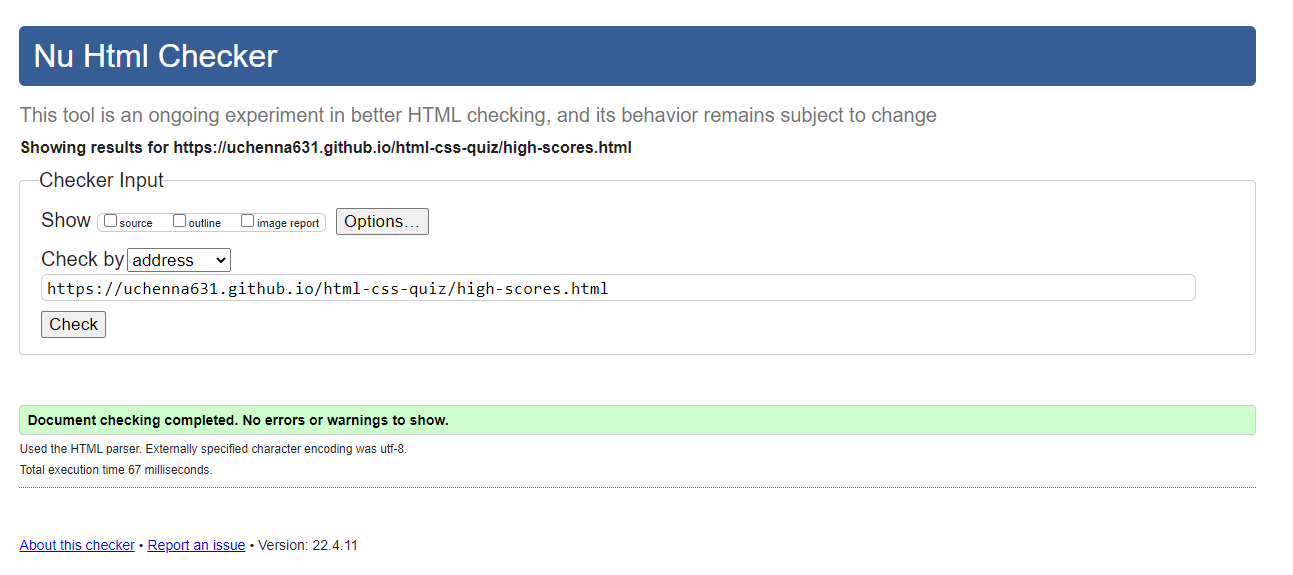 Nu Html Checker
This tool is an ongoing experiment in better HTML checking, and its behavior remains subject to change
Showing results for https://uchenna631.github.io/html-css-quiz/high-scores.html
Checker Input
Show source outline image report Options…
Check by address
https://uchenna631.github.io/html-css-quiz/high-scores.html
Check
Document checking completed. No errors or warnings to show.
Used the HTML parser. Externally specified character encoding was utf-8.
Total execution time 67 milliseconds.
About this checker • Report an issue • Version: 22.4.11